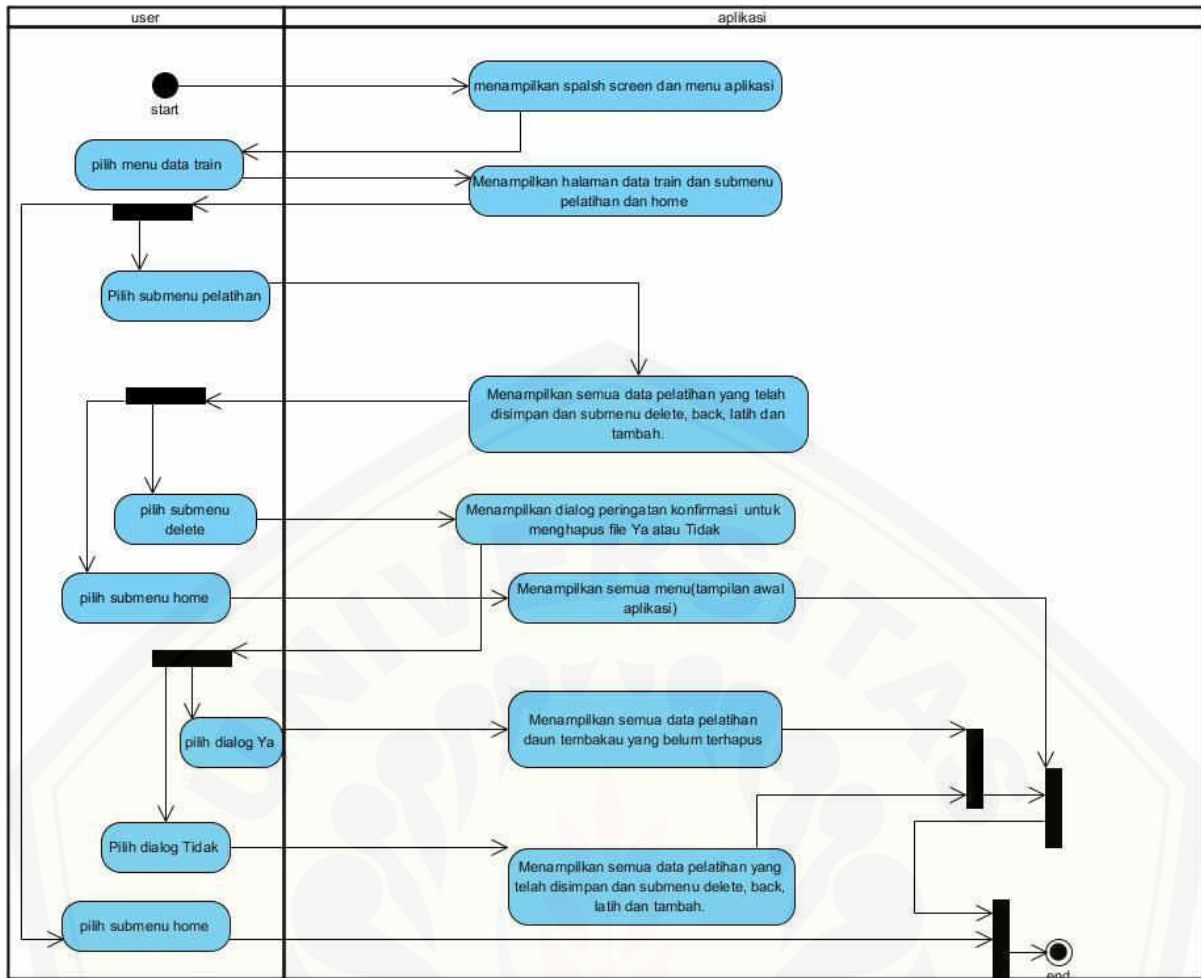 user
aplikasi
start
menampilkan spalsh screen dan menu aplikasi
pilih menu data train
Menampilkan halaman data train dan submenu
pelatihan dan home
Pilih submenu pelatihan
Menampilkan semua data pelatihan yang telah
disimpan dan submenu delete, back, latih dan
tambah.
pilih submenu
delete
Menampilkan dialog peringatan konfirmasi untuk
menghapus file Ya atau Tidak
pilih submenu home
Menampilkan semua menu(tampilan awal
aplikasi)
pilih dialog Ya
Menampilkan semua data pelatihan
daun tembakau yang belum terhapus
Pilih dialog Tidak
Menampilkan semua data pelatihan yang
telah disimpan dan submenu delete, back,
latih dan tambah.
pilih submenu home
end
UNIVERSITAS